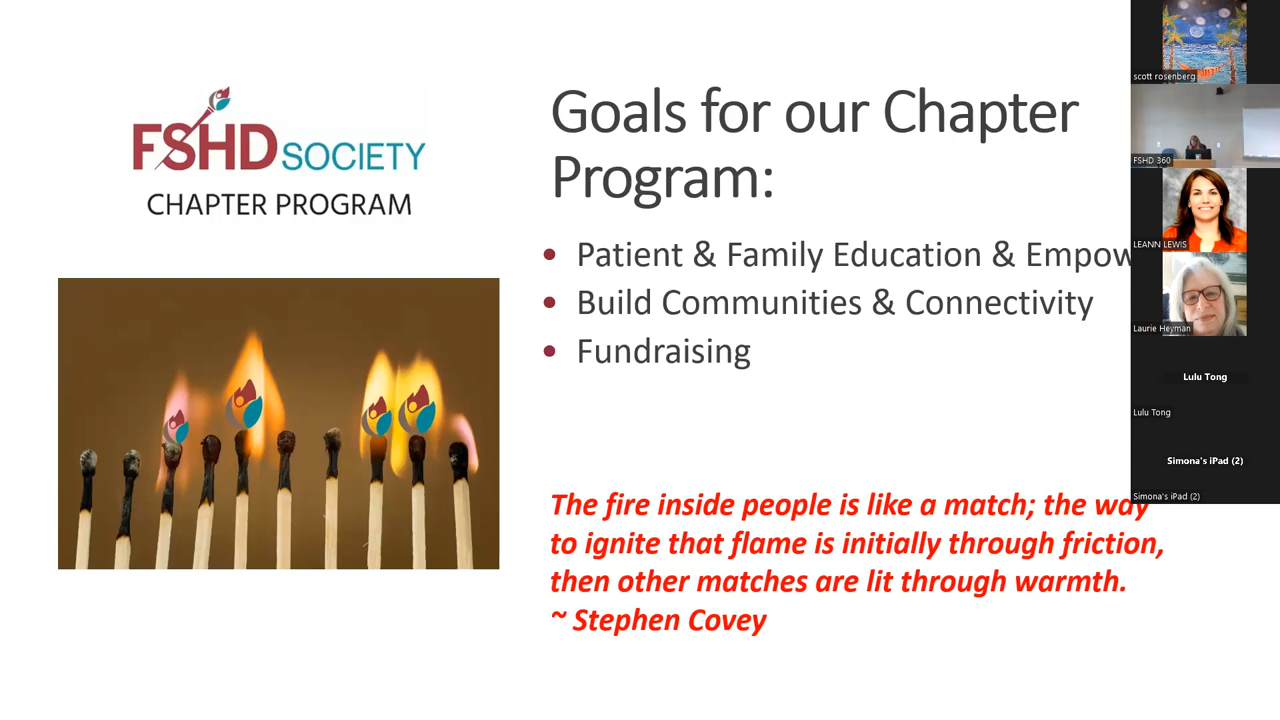 FSHD SOCIETY
CHAPTER PROGRAM
Goals for our Chapter
Program:
• Patient & Family Education &
• Build Communities & Connectivity
• Fundraising
The fire inside people is like a match; the way
to ignite that flame is initially through friction,
then other matches are lit through warmth.
~ Stephen Covey
scott rosenberg
FSHD 360
LEANN LEWIS
Laurie Heyman
Lulu Tong
Lulu Tong
Simona's iPad (2)
Simona's iPad (2)